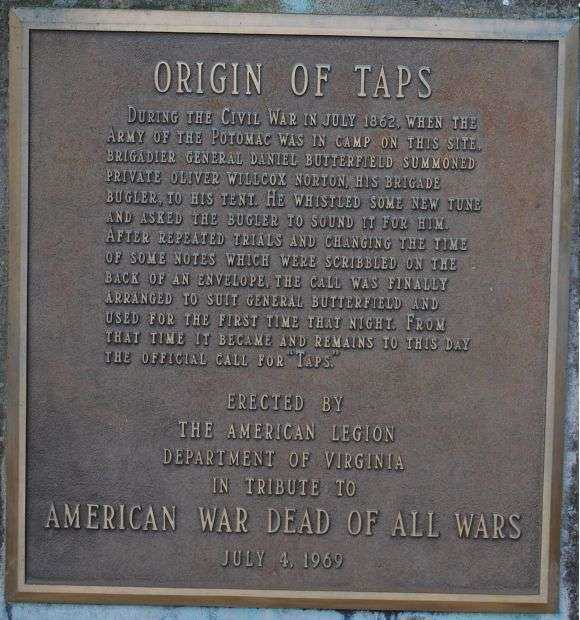 ORIGIN OF TAPS
DURING THE CIVIL WAR IN JULY 1862, WHEN THE
ARMY OF THE POTOMAC WAS IN CAMP ON THIS SITE,
BRIGADIER GENERAL DANIEL BUTTERFIELD SUMMONED
PRIVATE OLIVER WILLCOX NORTON, HIS BRIGADE
BUGLER, TO HIS TENT. HE WHISTLED SOME NEW TUNE
AND ASKED THE BUGLER TO SOUND IT FOR HIM.
AFTER REPEATED TRIALS AND CHANGING THE TIME
OF SOME NOTES WHICH WERE SCRIBBLED ON THE
BACK OF AN ENVELOPE, THE CALL WAS FINALLY
ARRANGED TO SUIT GENERAL BUTTERFIELD AND
USED FOR THE FIRST TIME THAT NIGHT. FROM
THAT TIME IT BECAME AND REMAINS TO THIS DAY
THE OFFICIAL CALL FOR "TAPS."
ERECTED BY
THE AMERICAN LEGION
DEPARTMENT OF VIRGINIA
IN TRIBUTE TO
AMERICAN WAR DEAD OF ALL WARS
JULY 4, 1969